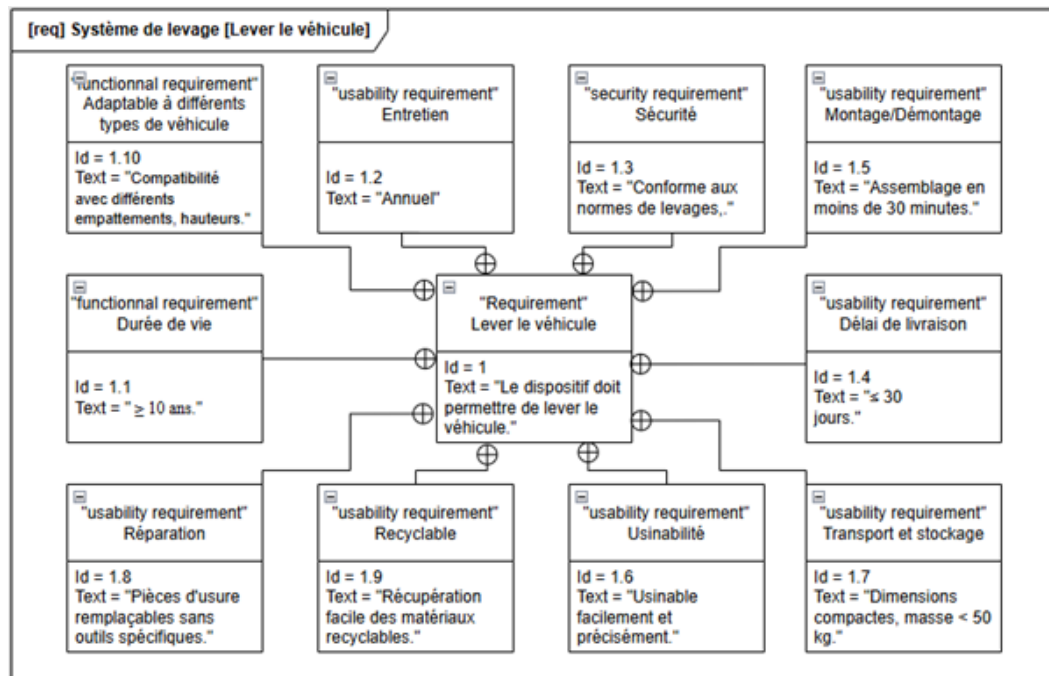 [req] Système de levage [Lever le véhicule]
"functionnal requirement"
Adaptable à différents
types de véhicule
Id = 1.10
Text = "Compatibilité
avec différents
empattements, hauteurs."
"usability requirement"
Entretien
Id = 1.2
Text = "Annuel"
"security requirement"
Sécurité
Id = 1.3
Text = "Conforme aux
normes de levages,."
"usability requirement"
Montage/Démontage
Id = 1.5
Text = "Assemblage en
moins de 30 minutes."
"functionnal requirement"
Durée de vie
Id = 1.1
Text = " ≥ 10 ans."
"Requirement"
Lever le véhicule
Id = 1
Text = "Le dispositif doit
permettre de lever le
véhicule."
"usability requirement"
Délai de livraison
Id = 1.4
Text = "≤ 30
jours."
"usability requirement"
Réparation
Id = 1.8
Text = "Pièces d'usure
remplaçables sans
outils spécifiques."
"usability requirement"
Recyclable
Id = 1.9
Text = "Récupération
facile des matériaux
recyclables."
"usability requirement"
Usinabilité
Id = 1.6
Text = "Usinable
facilement et
précisément."
"usability requirement"
Transport et stockage
Id = 1.7
Text = "Dimensions
compactes, masse < 50
kg."